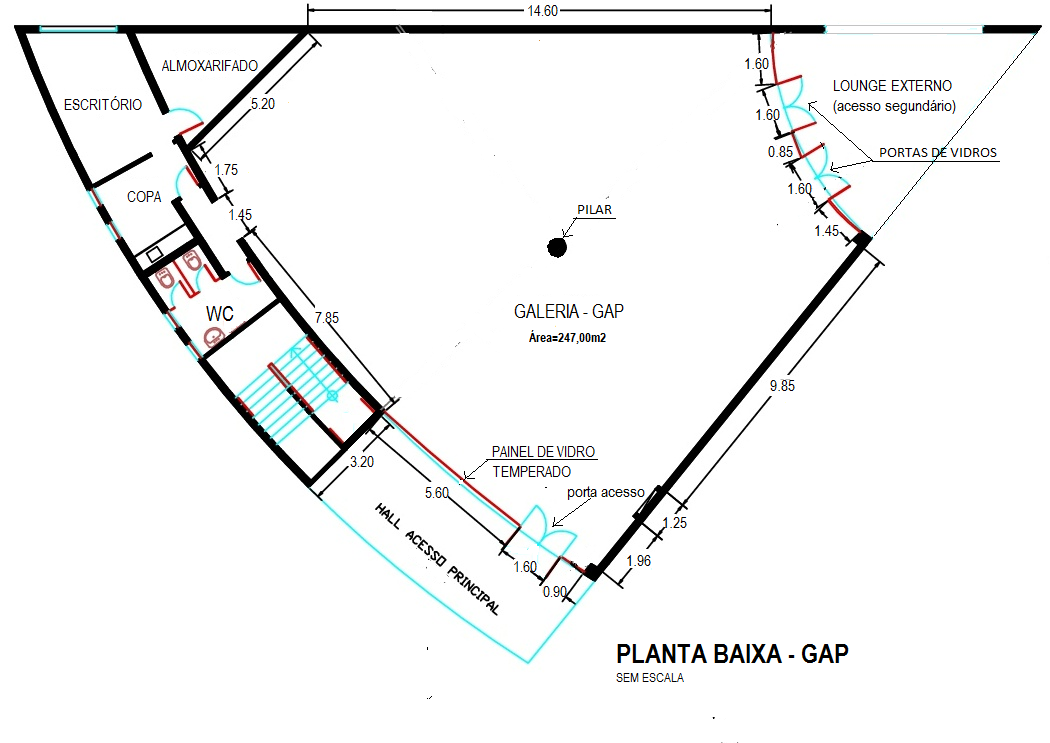 14.60
ALMOXARIFADO
1.60
LOUNGE EXTERNO
(acesso segundário)
ESCRITÓRIO
5.20
1.60
0.85
PORTAS DE VIDROS
1.75
1.60
COPA
1.45
PILAR
1.45
WC
7.85
GALERIA - GAP
Área=247,00m2
9.85
PAINEL DE VIDRO
TEMPERADO
3.20
5.60
porta acesso
1.25
HALL ACESSO PRINCIPAL
1.60
1.96
0.90
PLANTA BAIXA - GAP
SEM ESCALA